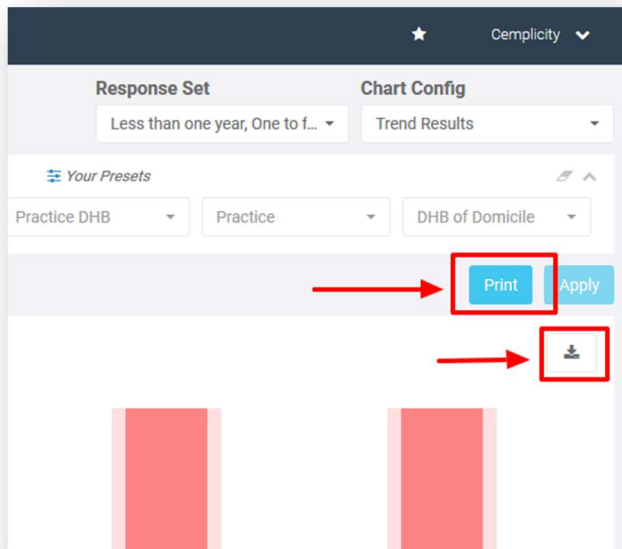 Cemplicity
Response Set
Chart Config
Less than one year, One to f...
Trend Results
Your Presets
Practice DHB
Practice
DHB of Domicile
Print
Apply